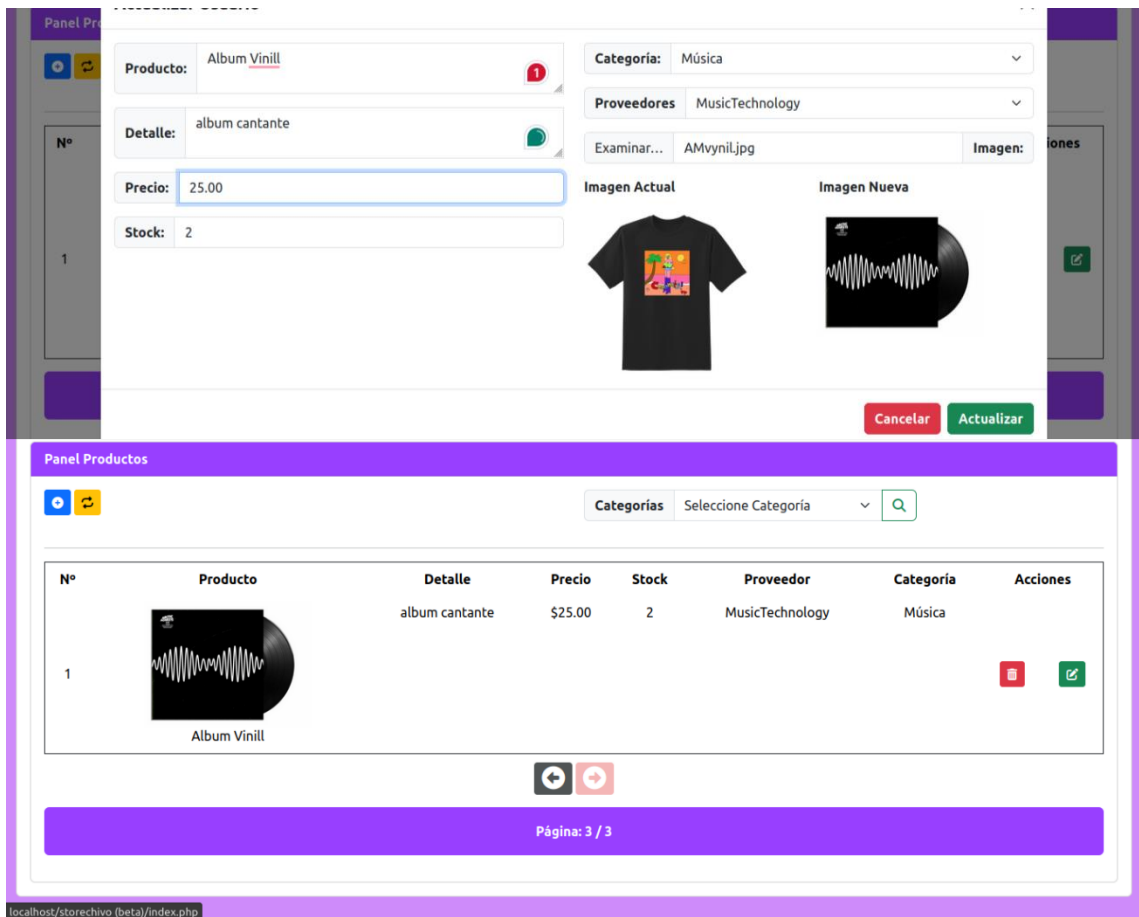 Panel Pro
Producto: Album Vinill 1
Categoría: Música
Proveedores MusicTechnology
Detalle: album cantante
Nº
iones
Examinar... AMvynil.jpg Imagen:
Precio: 25.00
Imagen Actual Imagen Nueva
Stock: 2
1
Cancelar Actualizar
Panel Productos
Categorías Seleccione Categoría
Nº Producto Detalle Precio Stock Proveedor Categoría Acciones
album cantante $25.00 2 MusicTechnology Música
1
Album Vinill
Página: 3 / 3
localhost/storechivo (beta)/index.php